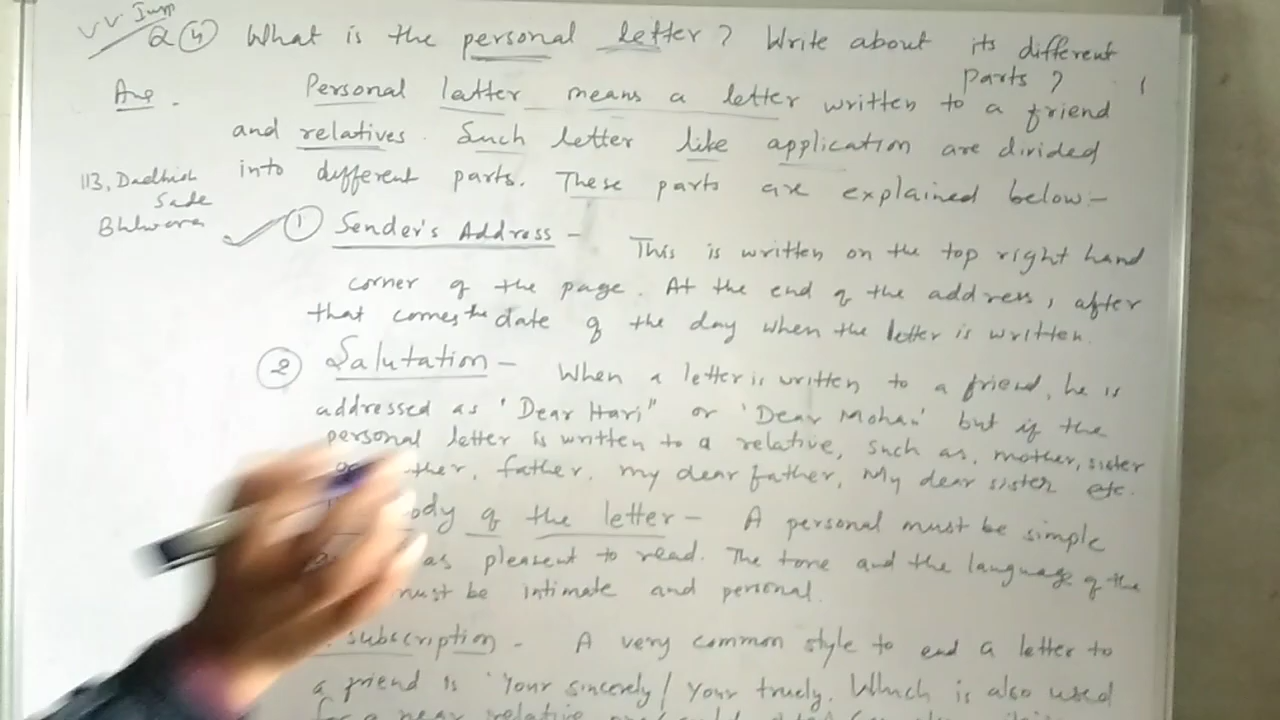 VV Imp
Q (4) What is the personal letter? Write about its different
parts?
Ans. Personal latter means a letter written to a friend
and relatives. Such letter like application are divided
into different parts. These parts are explained below:-
113, Dadhich
Bhlwara
(1) Sender's Address - This is written on the top right hand
corner of the page. At the end of the address, after
that comes the date of the day when the letter is written.
(2) Salutation - When a letter is written to a friend, he is
addressed as 'Dear Hari" or 'Dear Mohan' but if the
personal letter is written to a relative, such as, mother, sister
father, my dear father, My dear sister etc.
ody of the letter - A personal must be simple
as pleasent to read. The tone and the language of the
must be intimate and personal.
subscription - A very common style to end a letter to
a friend is 'Your sincerely / Your truely. Which is also used
for a near relative